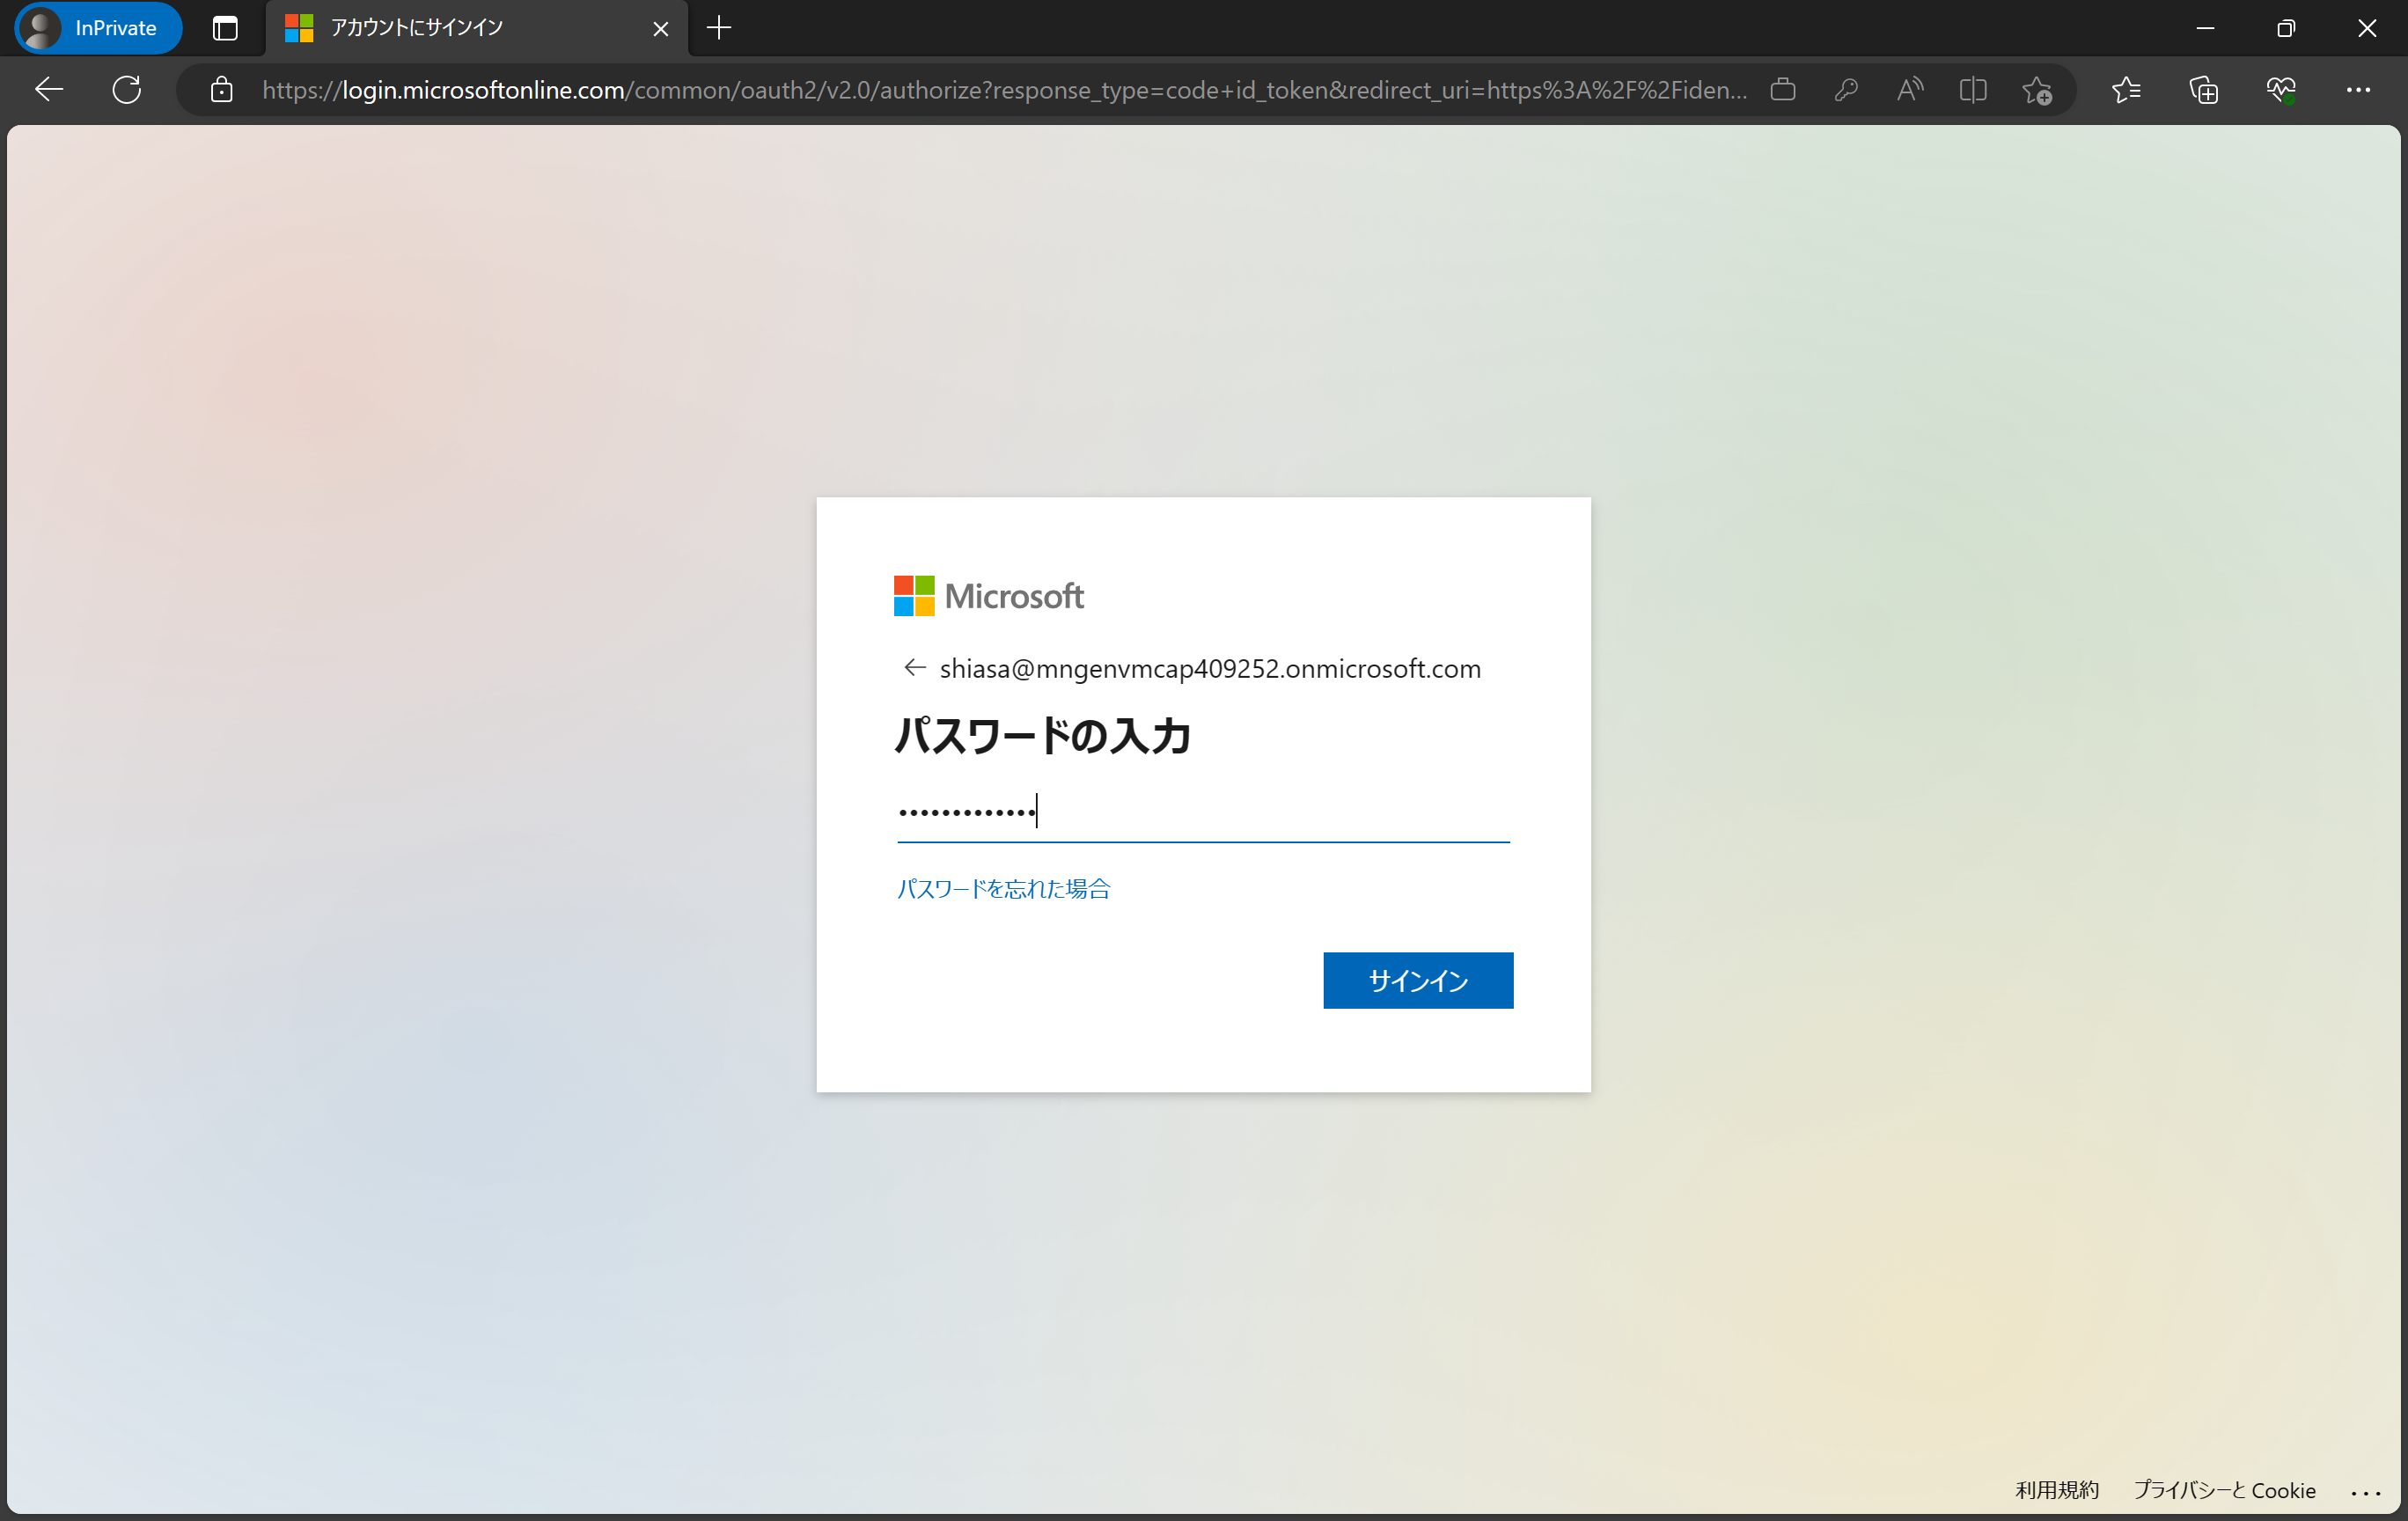 InPrivate
アカウントにサインイン
https://login.microsoftonline.com/common/oauth2/v2.0/authorize?response_type=code+id_token&redirect_uri=https%3A%2F%2Fiden...
Microsoft
shiasa@mngenvmcap409252.onmicrosoft.com
パスワードの入力
•••••••••••••
パスワードを忘れた場合
サインイン
利用規約 プライバシーと Cookie ...